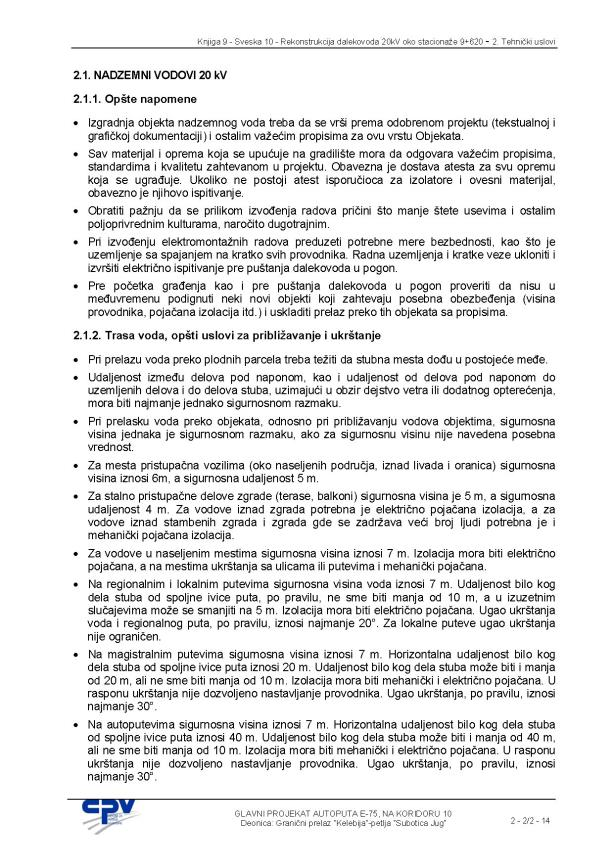 Knjiga 9 - Sveska 10 - Rekonstrukcija dalekovoda 20kV oko stacionaže 9+620 - 2. Tehnički uslovi
2.1. NADZEMNI VODOVI 20 kV
2.1.1. Opšte napomene
• Izgradnja objekta nadzemnog voda treba da se vrši prema odobrenom projektu (tekstualnoj i
grafičkoj dokumentaciji) i ostalim važećim propisima za ovu vrstu Objekata.
• Sav materijal i oprema koja se upućuje na gradilište mora da odgovara važećim propisima,
standardima i kvalitetu zahtevanom u projektu. Obavezna je dostava atesta za svu opremu
koja se ugrađuje. Ukoliko ne postoji atest isporučioca za izolatore i ovesni materijal,
obavezno je njihovo ispitivanje.
• Obratiti pažnju da se prilikom izvođenja radova pričini što manje štete usevima i ostalim
poljoprivrednim kulturama, naročito dugotrajnim.
• Pri izvođenju elektromontažnih radova preduzeti potrebne mere bezbednosti, kao što je
uzemljenje sa spajanjem na kratko svih provodnika. Radna uzemljenja i kratke veze ukloniti i
izvršiti električno ispitivanje pre puštanja dalekovoda u pogon.
• Pre početka građenja kao i pre puštanja dalekovoda u pogon proveriti da nisu u
međuvremenu podignuti neki novi objekti koji zahtevaju posebna obezbeđenja (visina
provodnika, pojačana izolacija itd.) i uskladiti prelaz preko tih objekata sa propisima.
2.1.2. Trasa voda, opšti uslovi za približavanje i ukrštanje
• Pri prelazu voda preko plodnih parcela treba težiti da stubna mesta dođu u postojeće međe.
• Udaljenost između delova pod naponom, kao i udaljenost od delova pod naponom do
uzemljenih delova i do delova stuba, uzimajući u obzir dejstvo vetra ili dodatnog opterećenja,
mora biti najmanje jednako sigurnosnom razmaku.
• Pri prelasku voda preko objekata, odnosno pri približavanju vodova objektima, sigurnosna
visina jednaka je sigurnosnom razmaku, ako za sigurnosnu visinu nije navedena posebna
vrednost.
• Za mesta pristupačna vozilima (oko naseljenih područja, iznad livada i oranica) sigurnosna
visina iznosi 6m, a sigurnosna udaljenost 5 m.
• Za stalno pristupačne delove zgrade (terase, balkoni) sigurnosna visina je 5 m, a sigurnosna
udaljenost 4 m. Za vodove iznad zgrada potrebna je električno pojačana izolacija, a za
vodove iznad stambenih zgrada i zgrada gde se zadržava veći broj ljudi potrebna je i
mehanički pojačana izolacija.
• Za vodove u naseljenim mestima sigurnosna visina iznosi 7 m. Izolacija mora biti električno
pojačana, a na mestima ukrštanja sa ulicama ili putevima i mehanički pojačana.
• Na regionalnim i lokalnim putevima sigurnosna visina voda iznosi 7 m. Udaljenost bilo kog
dela stuba od spoljne ivice puta, po pravilu, ne sme biti manja od 10 m, a u izuzetnim
slučajevima može se smanjiti na 5 m. Izolacija mora biti električno pojačana. Ugao ukrštanja
voda i regionalnog puta, po pravilu, iznosi najmanje 20°. Za lokalne puteve ugao ukrštanja
nije ograničen.
• Na magistralnim putevima sigurnosna visina iznosi 7 m. Horizontalna udaljenost bilo kog
dela stuba od spoljne ivice puta iznosi 20 m. Udaljenost bilo kog dela stuba može biti i manja
od 20 m, ali ne sme biti manja od 10 m. Izolacija mora biti mehanički i električno pojačana. U
rasponu ukrštanja nije dozvoljeno nastavljanje provodnika. Ugao ukrštanja, po pravilu, iznosi
najmanje 30°.
• Na autoputevima sigurnosna visina iznosi 7 m. Horizontalna udaljenost bilo kog dela stuba
od spoljne ivice puta iznosi 40 m. Udaljenost bilo kog dela stuba može biti i manja od 40 m,
ali ne sme biti manja od 10 m. Izolacija mora biti mehanički i električno pojačana. U rasponu
ukrštanja nije dozvoljeno nastavljanje provodnika. Ugao ukrštanja, po pravilu, iznosi
najmanje 30°.
GLAVNI PROJEKAT AUTOPUTA E-75, NA KORIDORU 10
Deonica: Granični prelaz "Kelebija"-petlja "Subotica Jug"
2 - 2/2 - 14